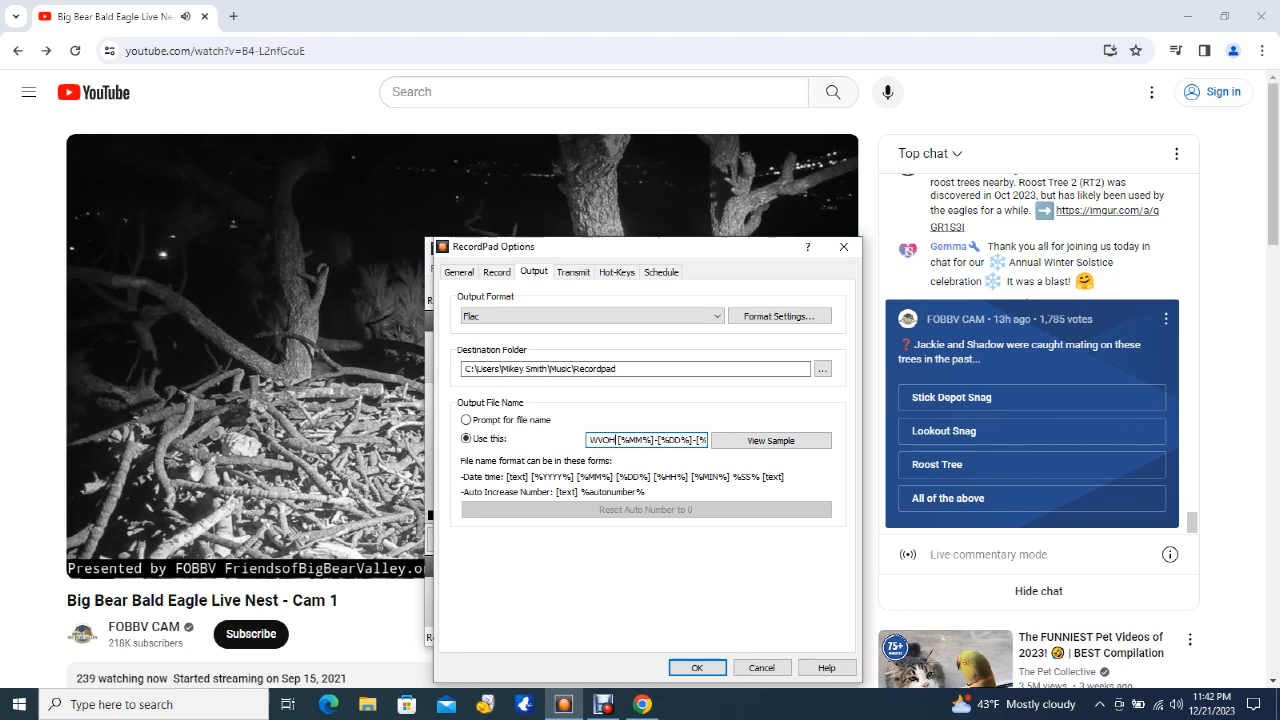 Big Bear Bald Eagle Live Ne
youtube.com/watch?v=B4-L2nfGcuE
YouTube
Search
Sign in
Top chat
roost trees nearby. Roost Tree 2 (RT2) was
discovered in Oct 2023, but has likely been used by
the eagles for a while. https://imgur.com/a/q
GR1S3I
Gemma Thank you all for joining us today in
chat for our Annual Winter Solstice
celebration It was a blast!
FOBBV CAM • 13h ago • 1,785 votes
Jackie and Shadow were caught mating on these
trees in the past...
Stick Depot Snag
Lookout Snag
Roost Tree
All of the above
Live commentary mode
Hide chat
RecordPad Options
General Record Output Transmit Hot-Keys Schedule
Output Format
Flac
Format Settings...
Destination Folder
C:\Users\Mikey Smith\Music\Recordpad
...
Output File Name
Prompt for file name
Use this:
WVOH [%MM%]-[%DD%]-[%
View Sample
File name format can be in these forms:
-Date time: [text] [%YYYY%] [%MM%] [%DD%] [%HH%] [%MIN%] %SS% [text]
-Auto Increase Number: [text] %autonumber%
Reset Auto Number to 0
OK
Cancel
Help
Presented by FOBBV FriendsofBigBearValley.o
Big Bear Bald Eagle Live Nest - Cam 1
FOBBV CAM
218K subscribers
Subscribe
239 watching now Started streaming on Sep 15, 2021
75+
The FUNNIEST Pet Videos of
2023! | BEST Compilation
The Pet Collective
3.5M views • 3 weeks ago
Type here to search
43°F Mostly cloudy
11:42 PM
12/21/2023